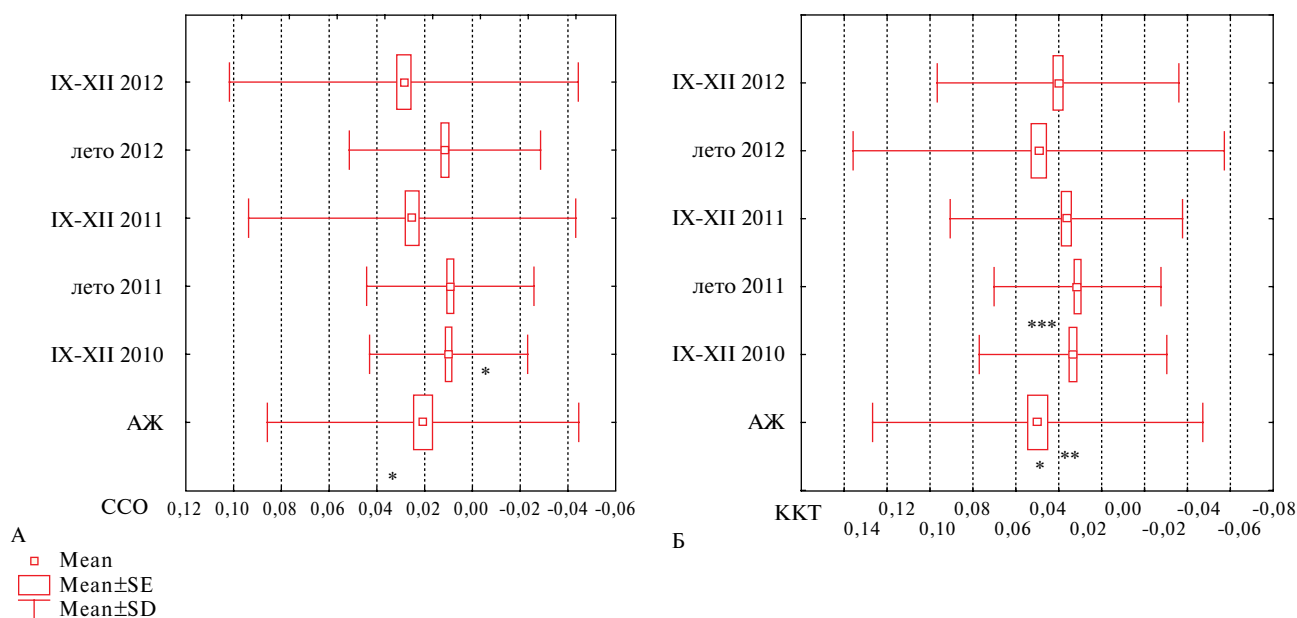 IX-XII 2012
лето 2012
IX-XII 2011
лето 2011
IX-XII 2010
*
АЖ
*
ССО
0,12 0,10 0,08 0,06 0,04 0,02 0,00 -0,02 -0,04 -0,06
А
Mean
Mean±SE
Mean±SD
IX-XII 2012
лето 2012
IX-XII 2011
лето 2011
***
IX-XII 2010
АЖ
* **
ККТ
0,12 0,08 0,04 0,00 -0,04 -0,08
0,14 0,10 0,06 0,02 -0,02 -0,06
Б